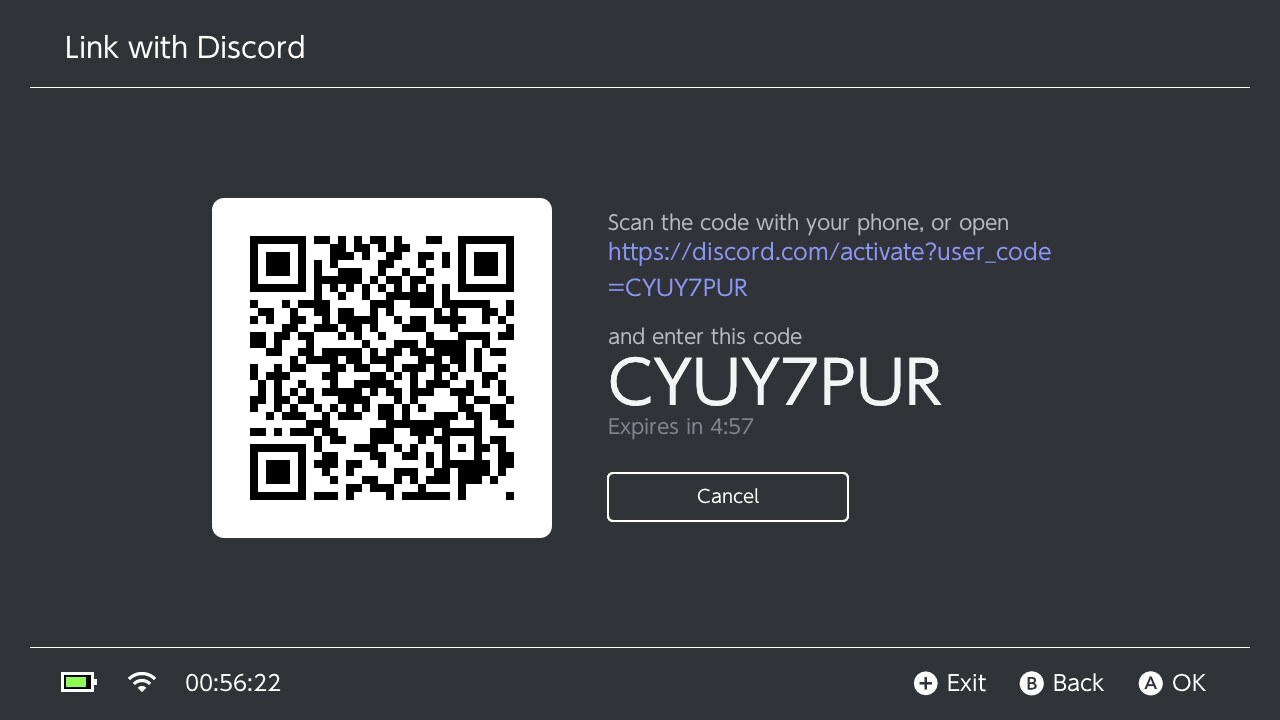 Link with Discord
Scan the code with your phone, or open
https://discord.com/activate?user_code
=CYUY7PUR
and enter this code
CYUY7PUR
Expires in 4:57
Cancel
00:56:22
+ Exit
B Back
A OK